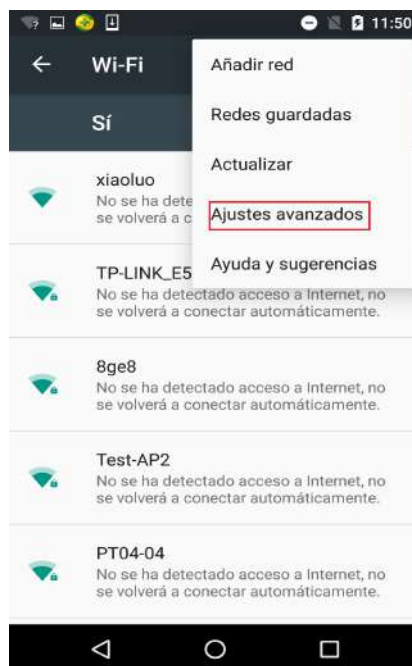 11:50
Wi-Fi
Añadir red
Sí
Redes guardadas
Actualizar
xiaoluo
No se ha dete
se volverá a c
Ajustes avanzados
Ayuda y sugerencias
TP-LINK_E5
No se ha detectado acceso a Internet, no
se volverá a conectar automáticamente.
8ge8
No se ha detectado acceso a Internet, no
se volverá a conectar automáticamente.
Test-AP2
No se ha detectado acceso a Internet, no
se volverá a conectar automáticamente.
PT04-04
No se ha detectado acceso a Internet, no
se volverá a conectar automáticamente.